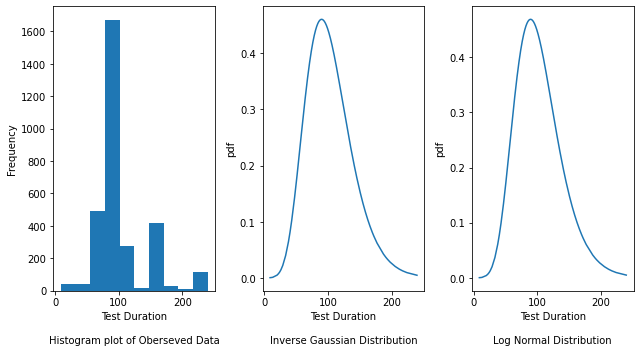 1600
1400
1200
1000
800
600
400
200
0
Frequency
0 100 200
Test Duration
Histogram plot of Oberseved Data
0.4
0.3
0.2
0.1
0.0
pdf
0 200
Test Duration
Inverse Gaussian Distribution
0.4
0.3
0.2
0.1
0.0
pdf
0 200
Test Duration
Log Normal Distribution